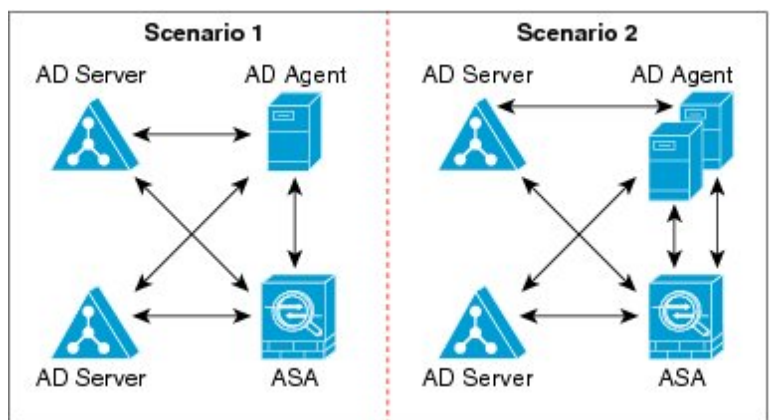 Scenario 1
AD Server
AD Agent
AD Server
ASA
Scenario 2
AD Server
AD Agent
AD Server
ASA